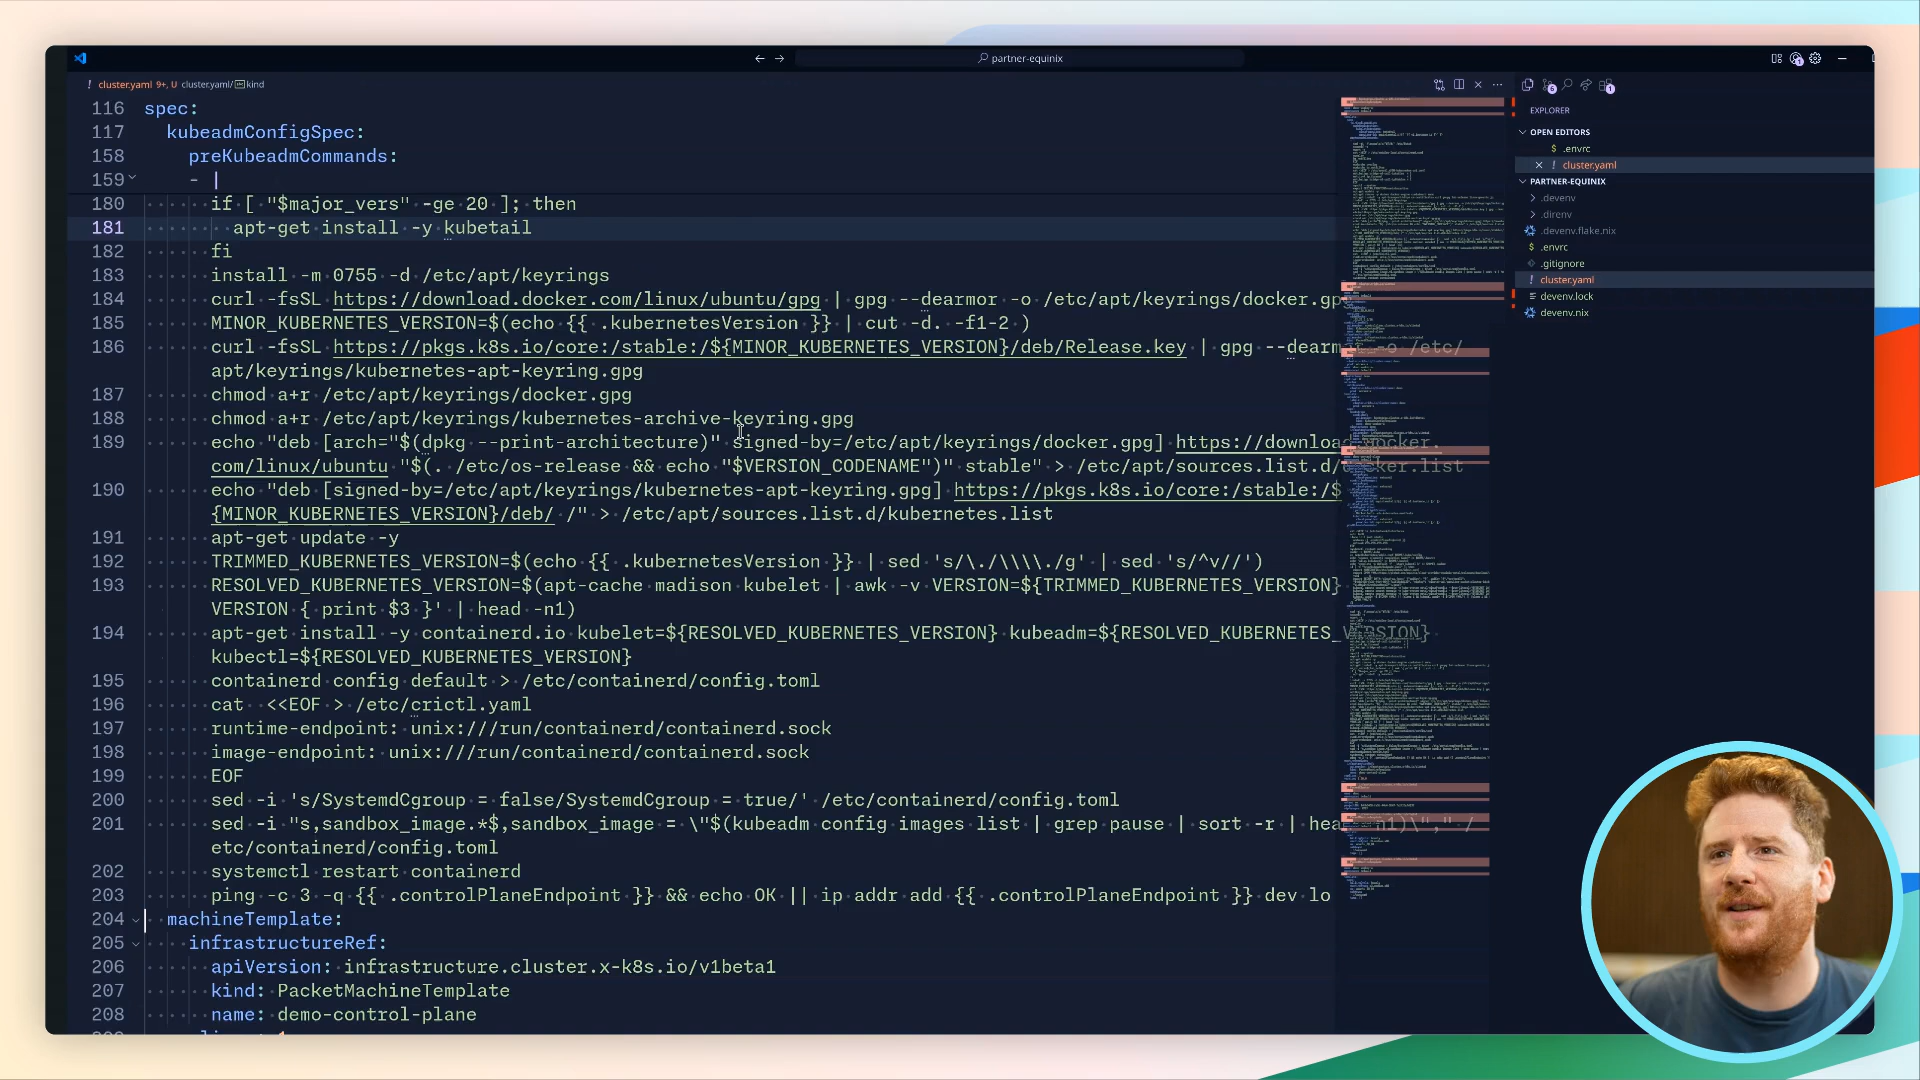 partner-equinix
cluster.yaml 9+, U cluster.yaml/ kind
116 spec:
117 kubeadmConfigSpec:
158 preKubeadmCommands:
159 - |
180 if [ "$major_vers" -ge 20 ]; then
181 apt-get install -y kubetail
182 fi
183 install -m 0755 -d /etc/apt/keyrings
184 curl -fsSL https://download.docker.com/linux/ubuntu/gpg | gpg --dearmor -o /etc/apt/keyrings/docker.gp
185 MINOR_KUBERNETES_VERSION=$(echo {{ .kubernetesVersion }} | cut -d. -f1-2 )
186 curl -fsSL https://pkgs.k8s.io/core:/stable:/${MINOR_KUBERNETES_VERSION}/deb/Release.key | gpg --dearmor -o /etc/
apt/keyrings/kubernetes-apt-keyring.gpg
187 chmod a+r /etc/apt/keyrings/docker.gpg
188 chmod a+r /etc/apt/keyrings/kubernetes-archive-keyring.gpg
189 echo "deb [arch="$(dpkg --print-architecture)" signed-by=/etc/apt/keyrings/docker.gpg] https://download.docker.
com/linux/ubuntu "$(. /etc/os-release && echo "$VERSION_CODENAME")" stable" > /etc/apt/sources.list.d/docker.list
190 echo "deb [signed-by=/etc/apt/keyrings/kubernetes-apt-keyring.gpg] https://pkgs.k8s.io/core:/stable:/$
{MINOR_KUBERNETES_VERSION}/deb/ /" > /etc/apt/sources.list.d/kubernetes.list
191 apt-get update -y
192 TRIMMED_KUBERNETES_VERSION=$(echo {{ .kubernetesVersion }} | sed 's/\./\\\\./g' | sed 's/^v//')
193 RESOLVED_KUBERNETES_VERSION=$(apt-cache madison kubelet | awk -v VERSION=${TRIMMED_KUBERNETES_VERSION}
VERSION { print $3 }' | head -n1)
194 apt-get install -y containerd.io kubelet=${RESOLVED_KUBERNETES_VERSION} kubeadm=${RESOLVED_KUBERNETES_VERSION}
kubectl=${RESOLVED_KUBERNETES_VERSION}
195 containerd config default > /etc/containerd/config.toml
196 cat <<EOF > /etc/crictl.yaml
197 runtime-endpoint: unix:///run/containerd/containerd.sock
198 image-endpoint: unix:///run/containerd/containerd.sock
199 EOF
200 sed -i 's/SystemdCgroup = false/SystemdCgroup = true/' /etc/containerd/config.toml
201 sed -i "s,sandbox_image.*$,sandbox_image = \"$(kubeadm config images list | grep pause | sort -r | head -n1)\"," /
etc/containerd/config.toml
202 systemctl restart containerd
203 ping -c 3 -q {{ .controlPlaneEndpoint }} && echo OK || ip addr add {{ .controlPlaneEndpoint }} dev lo
204 machineTemplate:
205 infrastructureRef:
206 apiVersion: infrastructure.cluster.x-k8s.io/v1beta1
207 kind: PacketMachineTemplate
208 name: demo-control-plane
EXPLORER
OPEN EDITORS
.envrc
cluster.yaml
PARTNER-EQUINIX
.devenv
.direnv
.devenv.flake.nix
.envrc
.gitignore
cluster.yaml
devenv.lock
devenv.nix